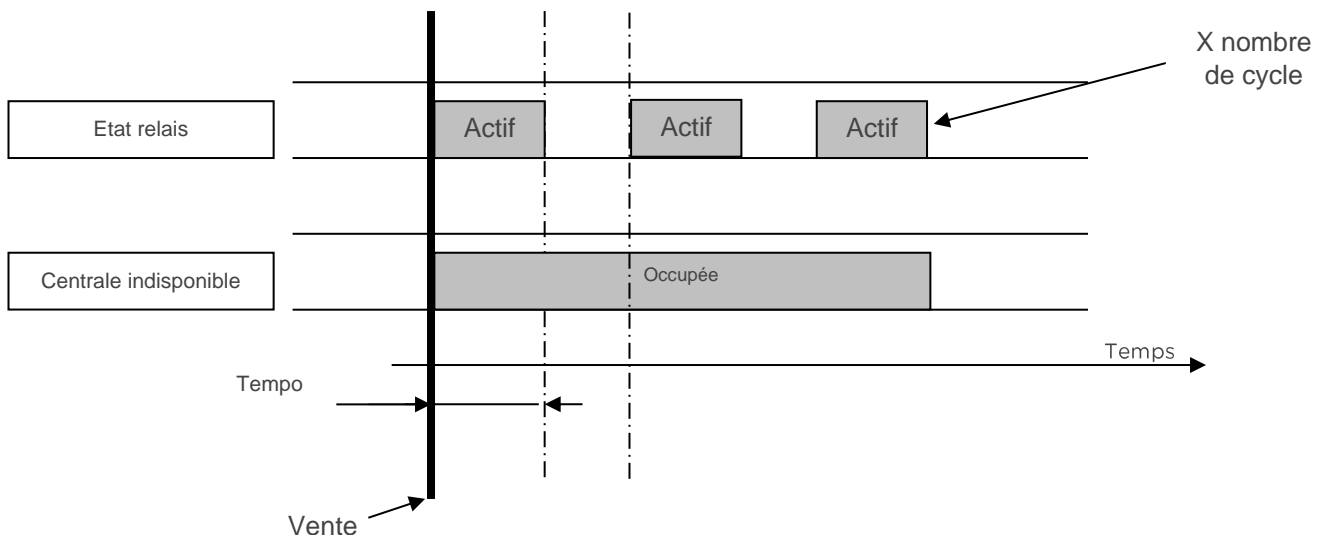 X nombre
de cycle
Etat relais
Actif
Actif
Actif
Centrale indisponible
Occupée
Temps
Tempo
Vente